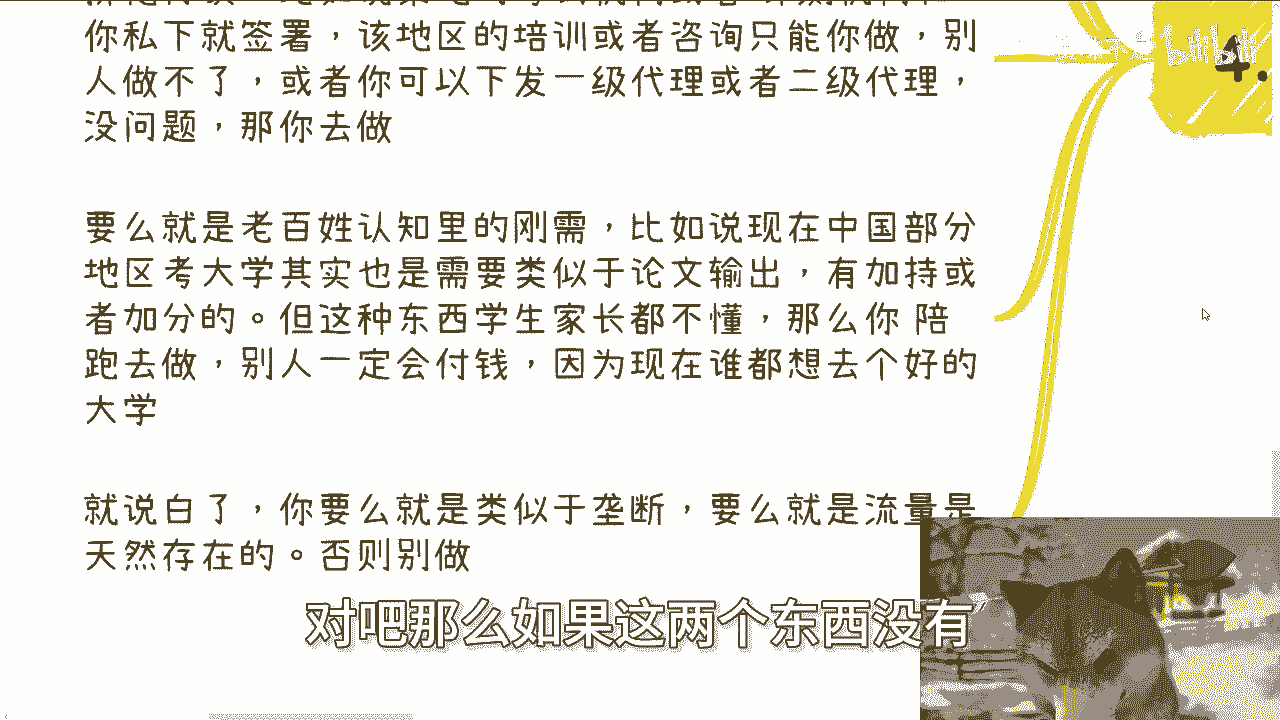 你私下就签署，该地区的培训或者咨询只能你做，别
人做不了，或者你可以下发一级代理或者二级代理，
没问题，那你去做
要么就是老百姓认知里的刚需，比如说现在中国部分
地区考大学其实也是需要类似于论文输出，有加持或
者加分的。但这种东西学生家长都不懂，那么你 陪
跑去做，别人一定会付钱，因为现在谁都想去个好的
大学
就说白了，你要么就是类似于垄断，要么就是流量是
天然存在的。否则别做
对吧那么如果这两个东西没有
4.
bilibili